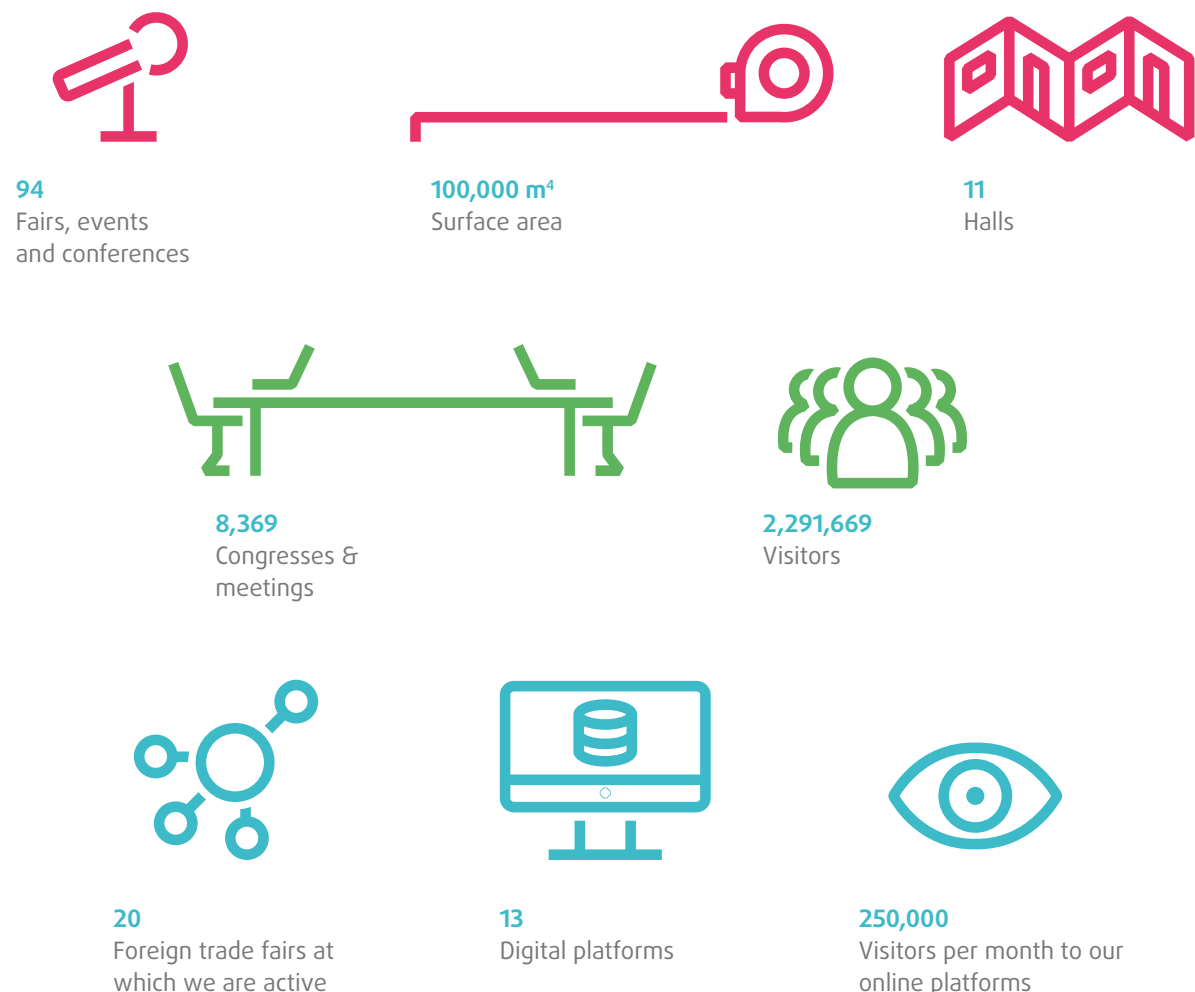 94
Fairs, events
and conferences
100,000 m⁴
Surface area
11
Halls
8,369
Congresses &
meetings
2,291,669
Visitors
20
Foreign trade fairs at
which we are active
13
Digital platforms
250,000
Visitors per month to our
online platforms